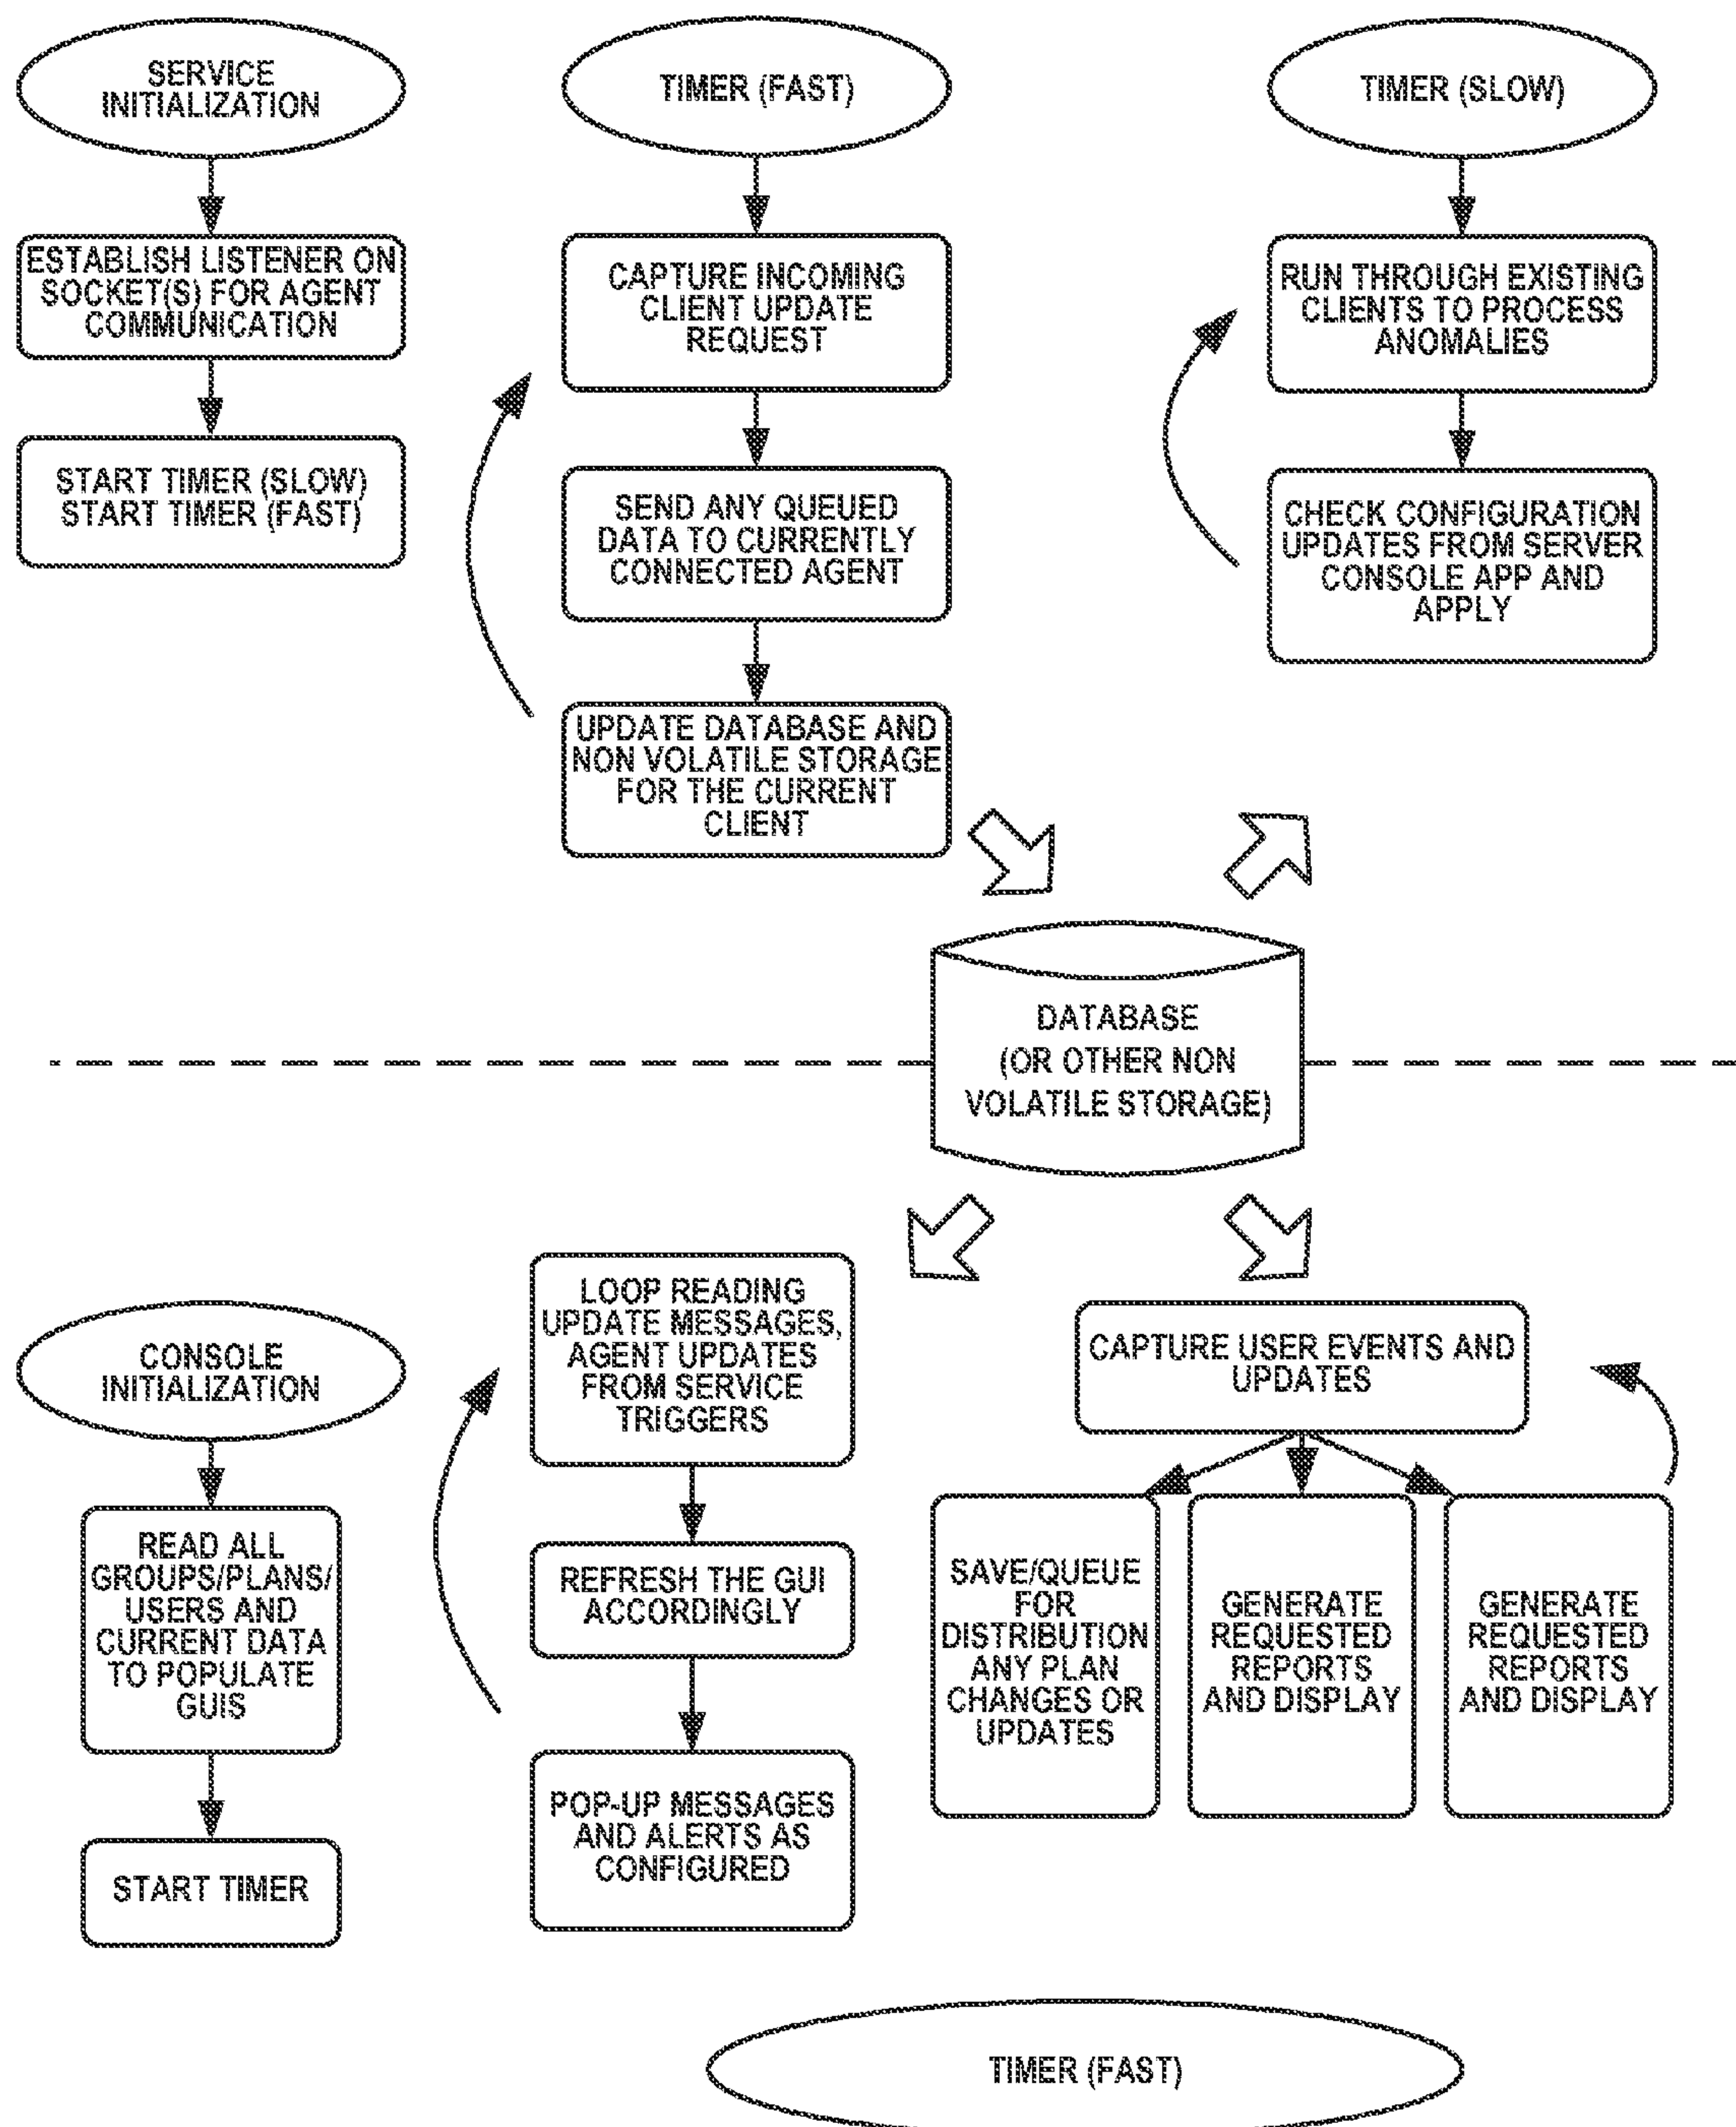 SERVICE
INITIALIZATION
ESTABLISH LISTENER ON
SOCKET(S) FOR AGENT
COMMUNICATION
START TIMER (SLOW)
START TIMER (FAST)
TIMER (FAST)
CAPTURE INCOMING
CLIENT UPDATE
REQUEST
SEND ANY QUEUED
DATA TO CURRENTLY
CONNECTED AGENT
UPDATE DATABASE AND
NON VOLATILE STORAGE
FOR THE CURRENT
CLIENT
TIMER (SLOW)
RUN THROUGH EXISTING
CLIENTS TO PROCESS
ANOMALIES
CHECK CONFIGURATION
UPDATES FROM SERVER
CONSOLE APP AND
APPLY
DATABASE
(OR OTHER NON
VOLATILE STORAGE)
CONSOLE
INITIALIZATION
READ ALL
GROUPS/PLANS/
USERS AND
CURRENT DATA
TO POPULATE
GUIS
START TIMER
LOOP READING
UPDATE MESSAGES,
AGENT UPDATES
FROM SERVICE
TRIGGERS
REFRESH THE GUI
ACCORDINGLY
POP-UP MESSAGES
AND ALERTS AS
CONFIGURED
CAPTURE USER EVENTS AND
UPDATES
SAVE/QUEUE
FOR
DISTRIBUTION
ANY PLAN
CHANGES OR
UPDATES
GENERATE
REQUESTED
REPORTS
AND DISPLAY
GENERATE
REQUESTED
REPORTS
AND DISPLAY
TIMER (FAST)